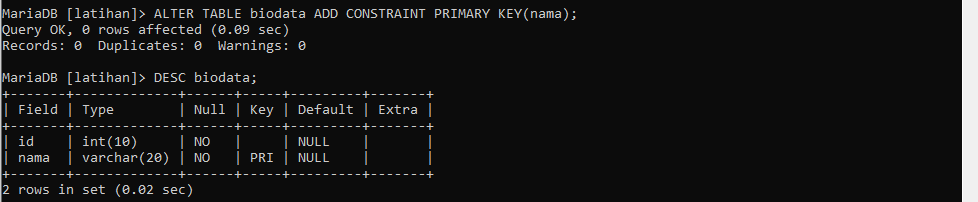 MariaDB [latihan]> ALTER TABLE biodata ADD CONSTRAINT PRIMARY KEY(nama);
Query OK, 0 rows affected (0.09 sec)
Records: 0  Duplicates: 0  Warnings: 0

MariaDB [latihan]> DESC biodata;
+-------+-------------+------+-----+---------+-------+
| Field | Type        | Null | Key | Default | Extra |
+-------+-------------+------+-----+---------+-------+
| id    | int(10)     | NO   |     | NULL    |       |
| nama  | varchar(20) | NO   | PRI | NULL    |       |
+-------+-------------+------+-----+---------+-------+
2 rows in set (0.02 sec)